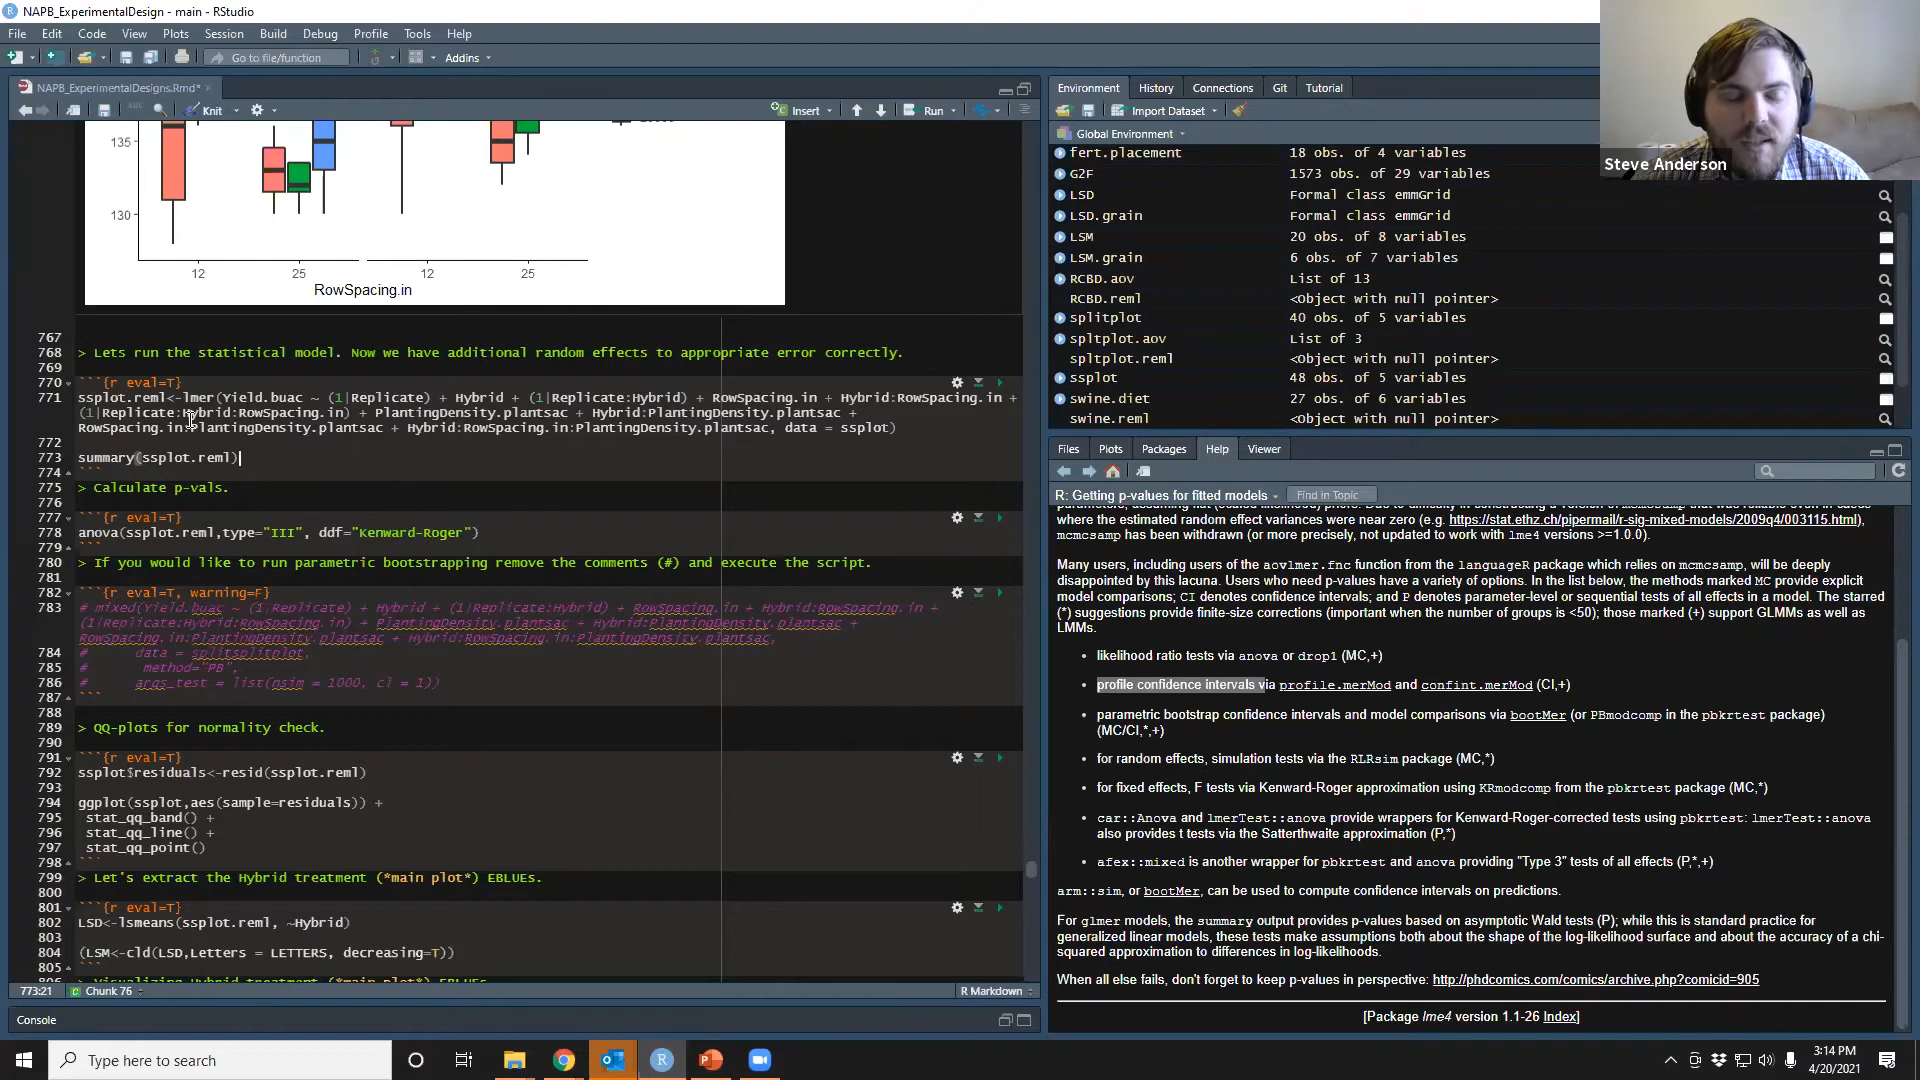 NAPB_ExperimentalDesign - main - RStudio
File Edit Code View Plots Session Build Debug Profile Tools Help
Go to file/function Addins
NAPB_ExperimentalDesigns.Rmd*
Knit Insert Run
135
130
12 25 12 25
RowSpacing.in
767
768 > Lets run the statistical model. Now we have additional random effects to appropriate error correctly.
769
770 ```{r eval=T}
771 ssplot.reml<-lmer(Yield.buac ~ (1|Replicate) + Hybrid + (1|Replicate:Hybrid) + RowSpacing.in + Hybrid:RowSpacing.in +
(1|Replicate:Hybrid:RowSpacing.in) + PlantingDensity.plantsac + Hybrid:PlantingDensity.plantsac +
RowSpacing.in:PlantingDensity.plantsac + Hybrid:RowSpacing.in:PlantingDensity.plantsac, data = ssplot)
772
773 summary(ssplot.reml)
774 ```
775 > Calculate p-vals.
776
777 ```{r eval=T}
778 anova(ssplot.reml,type="III", ddf="Kenward-Roger")
779 ```
780 > If you would like to run parametric bootstrapping remove the comments (#) and execute the script.
781
782 ```{r eval=T, warning=F}
783 # mixed(Yield.buac ~ (1|Replicate) + Hybrid + (1|Replicate:Hybrid) + RowSpacing.in + Hybrid:RowSpacing.in +
(1|Replicate:Hybrid:RowSpacing.in) + PlantingDensity.plantsac + Hybrid:PlantingDensity.plantsac +
RowSpacing.in:PlantingDensity.plantsac + Hybrid:RowSpacing.in:PlantingDensity.plantsac,
784 # data = splitsplitplot,
785 # method="PB",
786 # args_test = list(nsim = 1000, cl = 1))
787 ```
788
789 > QQ-plots for normality check.
790
791 ```{r eval=T}
792 ssplot$residuals<-resid(ssplot.reml)
793
794 ggplot(ssplot,aes(sample=residuals)) +
795 stat_qq_band() +
796 stat_qq_line() +
797 stat_qq_point()
798 ```
799 > Let's extract the Hybrid treatment (*main plot*) EBLUEs.
800
801 ```{r eval=T}
802 LSD<-lsmeans(ssplot.reml, ~Hybrid)
803
804 (LSM<-cld(LSD,Letters = LETTERS, decreasing=T))
805 ```
806 > Visualizing Hybrid treatment (*main plot*) EBLUEs
773:21 Chunk 76 R Markdown
Console
Environment History Connections Git Tutorial
Import Dataset
Global Environment
fert.placement 18 obs. of 4 variables
G2F 1573 obs. of 29 variables
LSD Formal class emmGrid
LSD.grain Formal class emmGrid
LSM 20 obs. of 8 variables
LSM.grain 6 obs. of 7 variables
RCBD.aov List of 13
RCBD.reml <Object with null pointer>
splitplot 40 obs. of 5 variables
spltplot.aov List of 3
spltplot.reml <Object with null pointer>
ssplot 48 obs. of 5 variables
swine.diet 27 obs. of 6 variables
swine.reml <Object with null pointer>
Steve Anderson
Files Plots Packages Help Viewer
R: Getting p-values for fitted models Find in Topic
where the estimated random effect variances were near zero (e.g. https://stat.ethz.ch/pipermail/r-sig-mixed-models/2009q4/003115.html),
mcmcsamp has been withdrawn (or more precisely, not updated to work with lme4 versions >=1.0.0).
Many users, including users of the aovlmer.fnc function from the languageR package which relies on mcmcsamp, will be deeply
disappointed by this lacuna. Users who need p-values have a variety of options. In the list below, the methods marked MC provide explicit
model comparisons; CI denotes confidence intervals; and P denotes parameter-level or sequential tests of all effects in a model. The starred
(*) suggestions provide finite-size corrections (important when the number of groups is <50); those marked (+) support GLMMs as well as
LMMs.
• likelihood ratio tests via anova or drop1 (MC,+)
• profile confidence intervals via profile.merMod and confint.merMod (CI,+)
• parametric bootstrap confidence intervals and model comparisons via bootMer (or PBmodcomp in the pbkrtest package)
(MC/CI,*,+)
• for random effects, simulation tests via the RLRsim package (MC,*)
• for fixed effects, F tests via Kenward-Roger approximation using KRmodcomp from the pbkrtest package (MC,*)
• car::Anova and lmerTest::anova provide wrappers for Kenward-Roger-corrected tests using pbkrtest: lmerTest::anova
also provides t tests via the Satterthwaite approximation (P,*)
• afex::mixed is another wrapper for pbkrtest and anova providing "Type 3" tests of all effects (P,*,+)
arm::sim, or bootMer, can be used to compute confidence intervals on predictions.
For glmer models, the summary output provides p-values based on asymptotic Wald tests (P); while this is standard practice for
generalized linear models, these tests make assumptions both about the shape of the log-likelihood surface and about the accuracy of a chi-
squared approximation to differences in log-likelihoods.
When all else fails, don't forget to keep p-values in perspective: http://phdcomics.com/comics/archive.php?comicid=905
[Package lme4 version 1.1-26 Index]
Type here to search
3:14 PM
4/20/2021